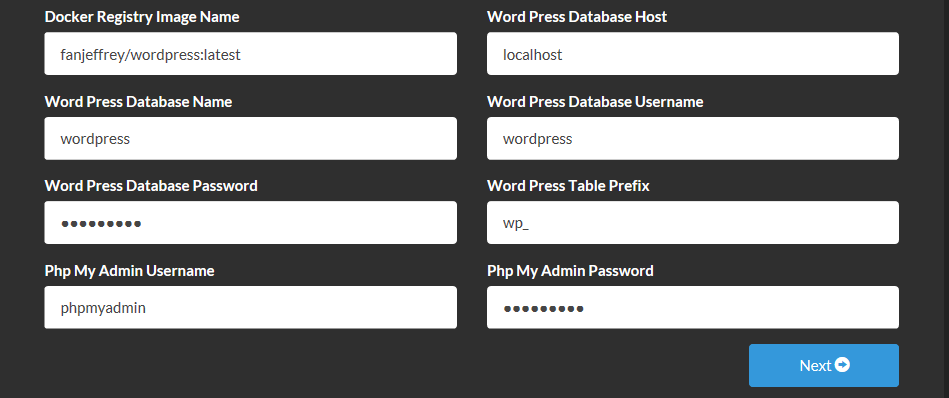 Docker Registry Image Name
Word Press Database Host
fanjeffrey/wordpress:latest
localhost
Word Press Database Name
Word Press Database Username
wordpress
wordpress
Word Press Database Password
Word Press Table Prefix
●●●●●●●●●
wp_
Php My Admin Username
Php My Admin Password
phpmyadmin
●●●●●●●●●
Next